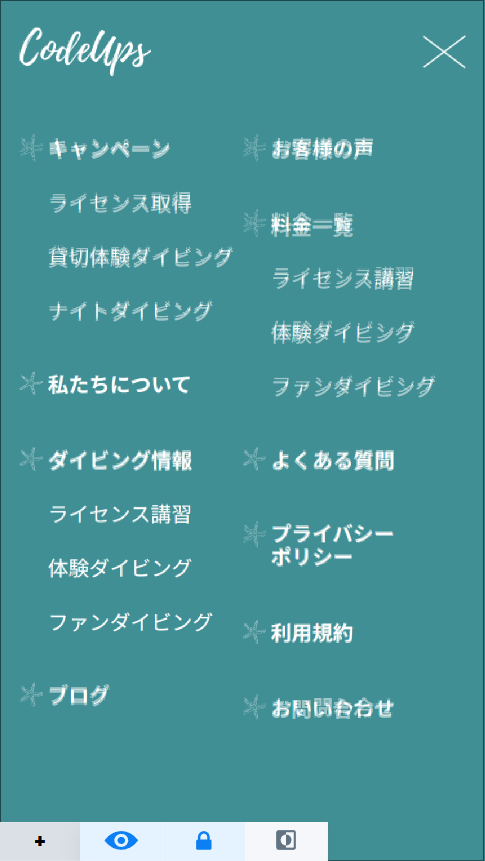 CodeUps
キャンペーン
ライセンス取得
貸切体験ダイビング
ナイトダイビング
私たちについて
ダイビング情報
ライセンス講習
体験ダイビング
ファンダイビング
ブログ
お客様の声
料金一覧
ライセンス講習
体験ダイビング
ファンダイビング
よくある質問
プライバシー
ポリシー
利用規約
お問い合わせ